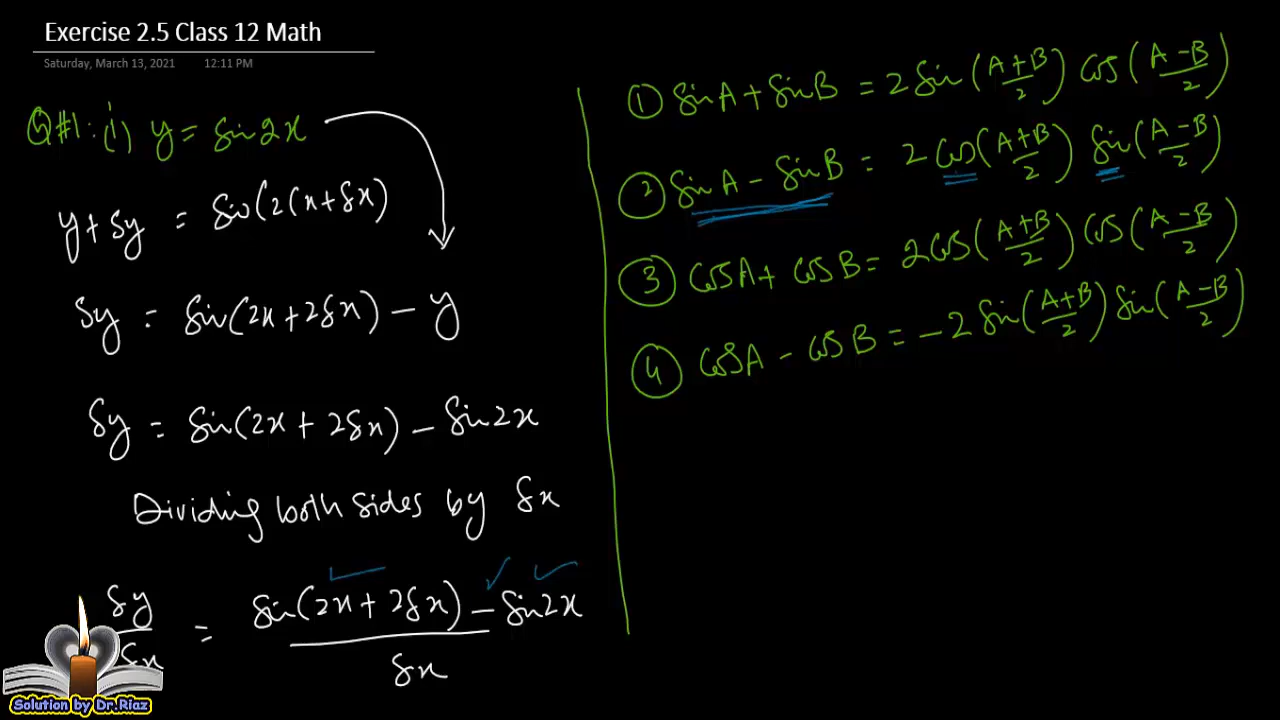 Exercise 2.5 Class 12 Math
Saturday, March 13, 2021 12:11 PM
Q#1: (i) y = sin2x
y + δy = sin(2(x+δx)
δy = sin(2x+2δx) − y
δy = sin(2x + 2δx) − sin2x
Dividing both sides by δx
δy/δx = sin(2x + 2δx) − sin2x / δx
① sinA + sinB = 2 sin(A+B/2) cos(A−B/2)
② sinA − sinB = 2 cos(A+B/2) sin(A−B/2)
③ cosA + cosB = 2cos(A+B/2) cos(A−B/2)
④ cosA − cosB = −2 sin(A+B/2) sin(A−B/2)
Solution by Dr.Riaz